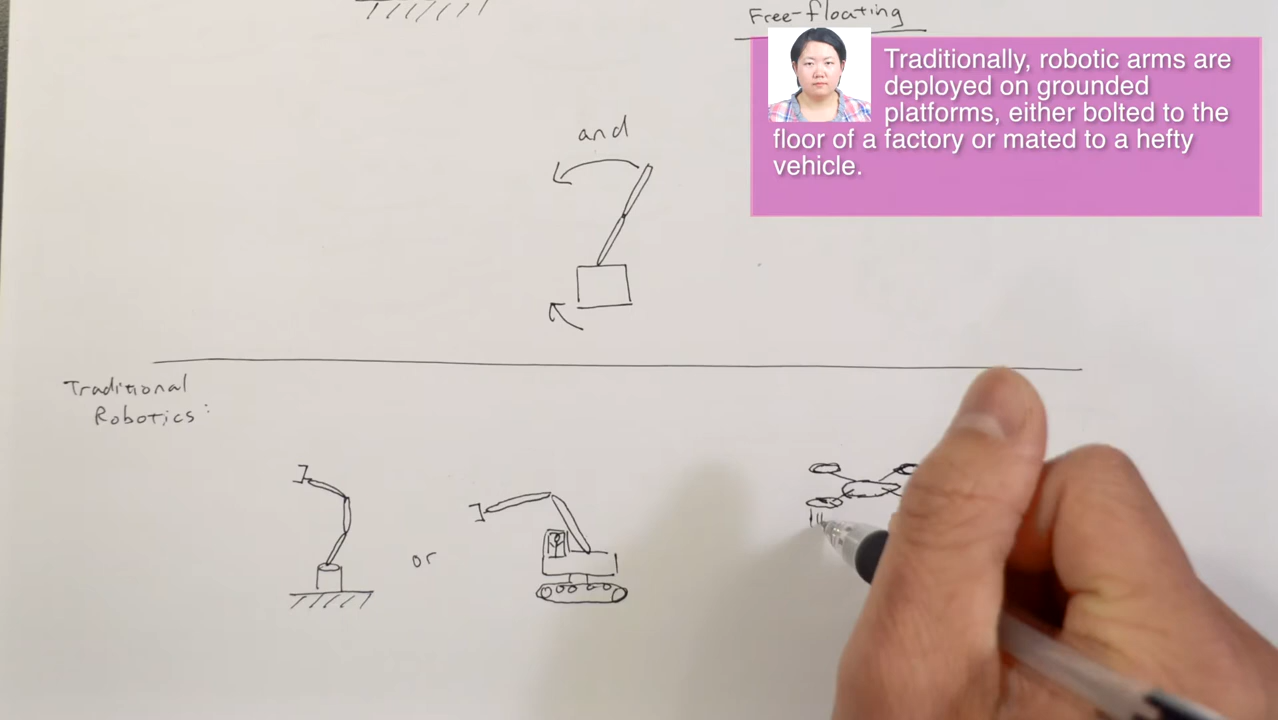 Free-floating
Traditionally, robotic arms are
deployed on grounded
platforms, either bolted to the
floor of a factory or mated to a hefty
vehicle.
and
Traditional
Robotics:
or